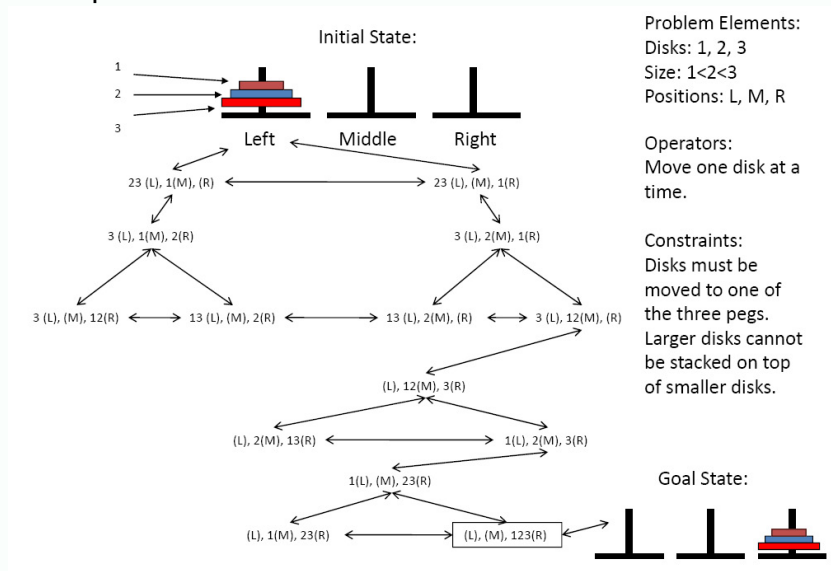 Initial State:
Problem Elements:
Disks: 1, 2, 3
Size: 1<2<3
Positions: L, M, R
1
2
3
Left
Middle
Right
Operators:
Move one disk at a
time.
23 (L), 1(M), (R)
23 (L), (M), 1(R)
3 (L), 1(M), 2(R)
3 (L), 2(M), 1(R)
Constraints:
Disks must be
moved to one of
the three pegs.
Larger disks cannot
be stacked on top
of smaller disks.
3 (L), (M), 12(R)
13 (L), (M), 2(R)
13 (L), 2(M), (R)
3 (L), 12(M), (R)
(L), 12(M), 3(R)
(L), 2(M), 13(R)
1(L), 2(M), 3(R)
1(L), (M), 23(R)
Goal State:
(L), 1(M), 23(R)
(L), (M), 123(R)